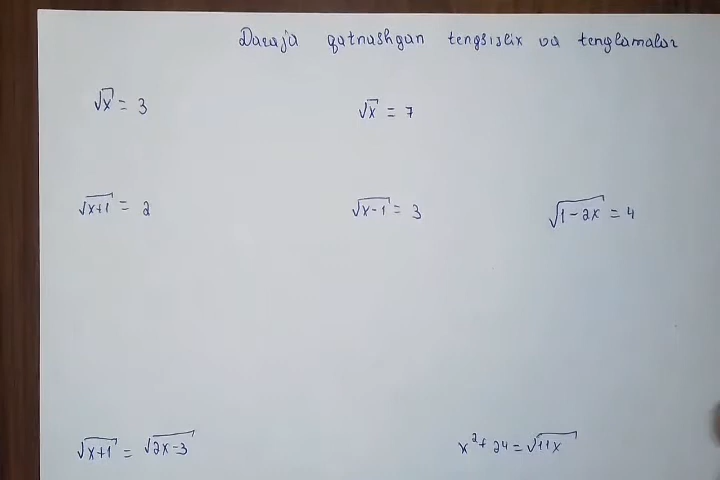 Daraja qatnashgan tengsizlix va tenglamalar
√x = 3 √x = 7
√x+1 = 2 √x-1 = 3 √1-2x = 4
√x+1 = √2x-3 x²+24=√11x